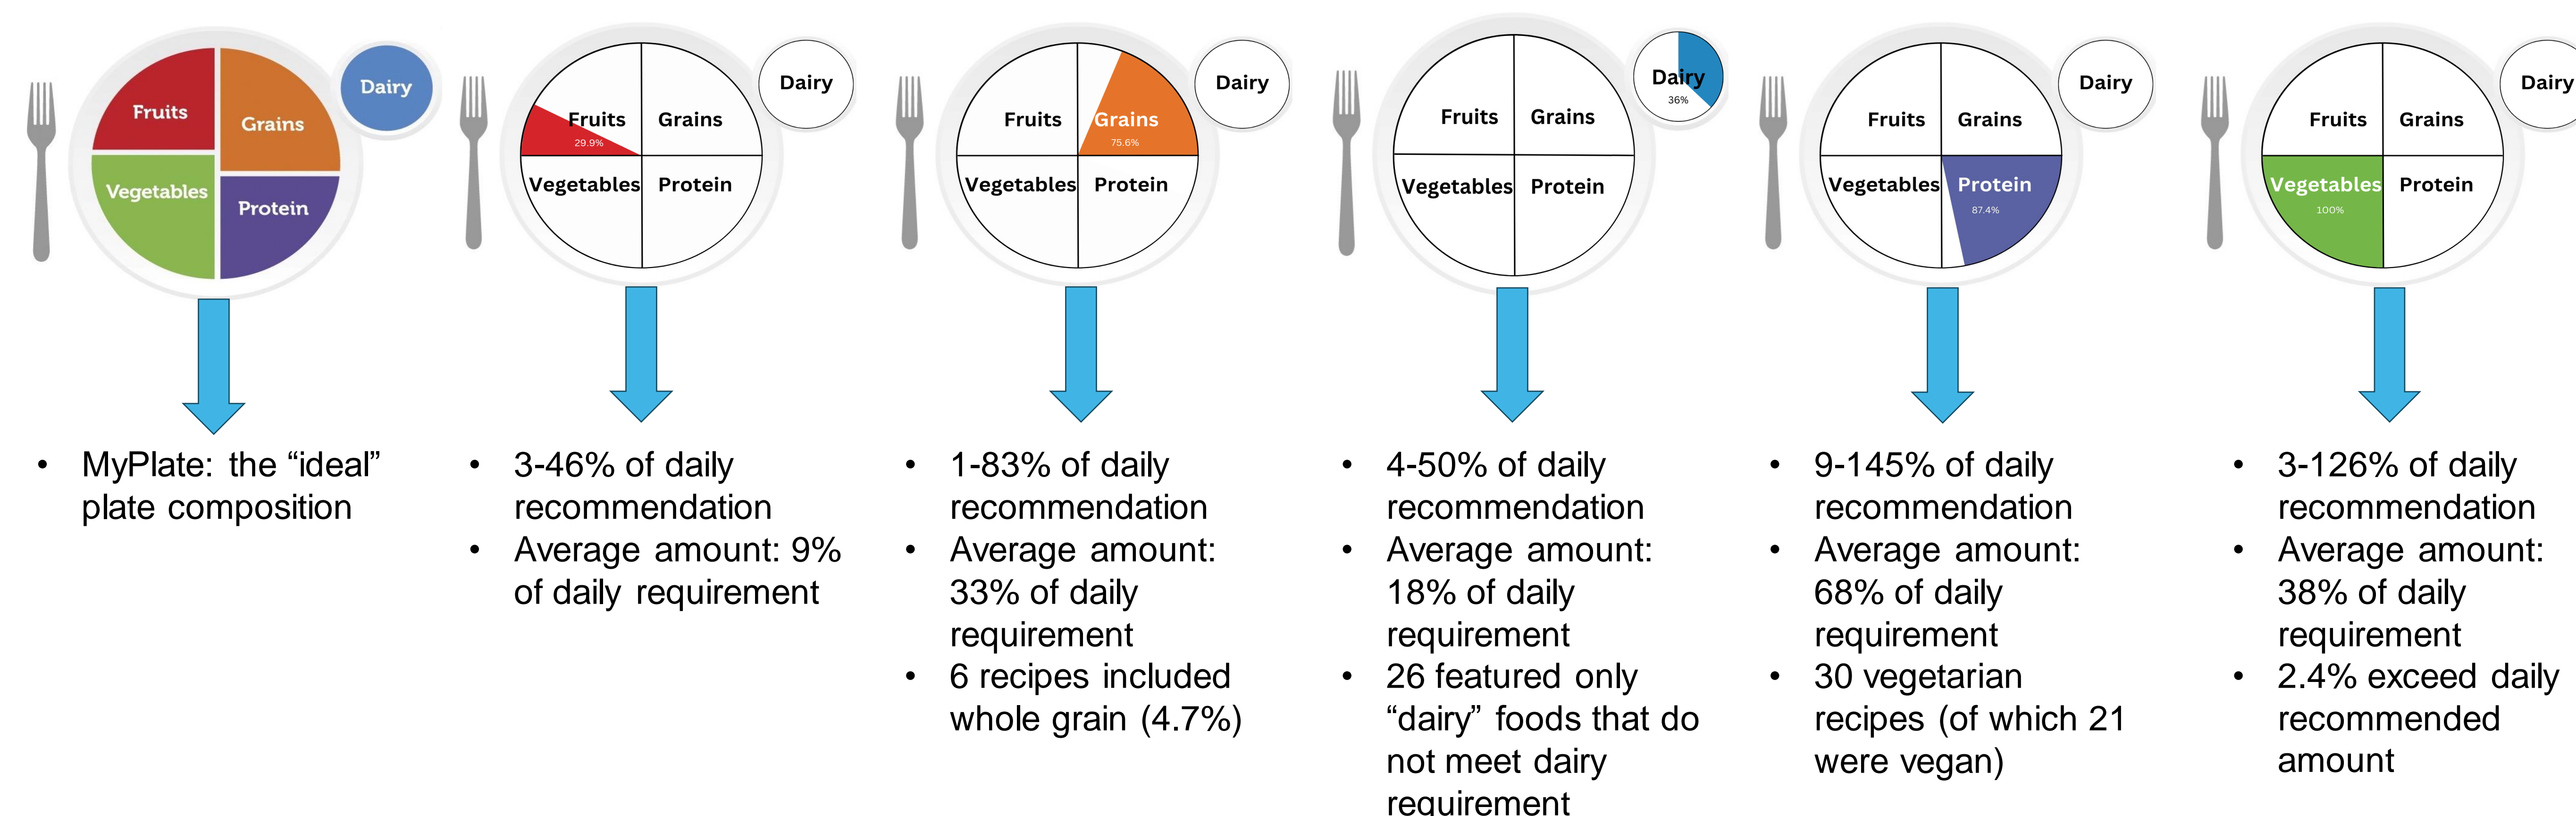 Fruits
Grains
Dairy
Vegetables
Protein
• MyPlate: the “ideal”
plate composition
Fruits
29.9%
Grains
Dairy
Vegetables
Protein
• 3-46% of daily
recommendation
• Average amount: 9%
of daily requirement
Fruits
Grains
75.6%
Dairy
Vegetables
Protein
• 1-83% of daily
recommendation
• Average amount:
33% of daily
requirement
• 6 recipes included
whole grain (4.7%)
Fruits
Grains
Dairy
36%
Vegetables
Protein
• 4-50% of daily
recommendation
• Average amount:
18% of daily
requirement
• 26 featured only
“dairy” foods that do
not meet dairy
requirement
Fruits
Grains
Dairy
Vegetables
Protein
87.4%
• 9-145% of daily
recommendation
• Average amount:
68% of daily
requirement
• 30 vegetarian
recipes (of which 21
were vegan)
Fruits
Grains
Dairy
Vegetables
100%
Protein
• 3-126% of daily
recommendation
• Average amount:
38% of daily
requirement
• 2.4% exceed daily
recommended
amount